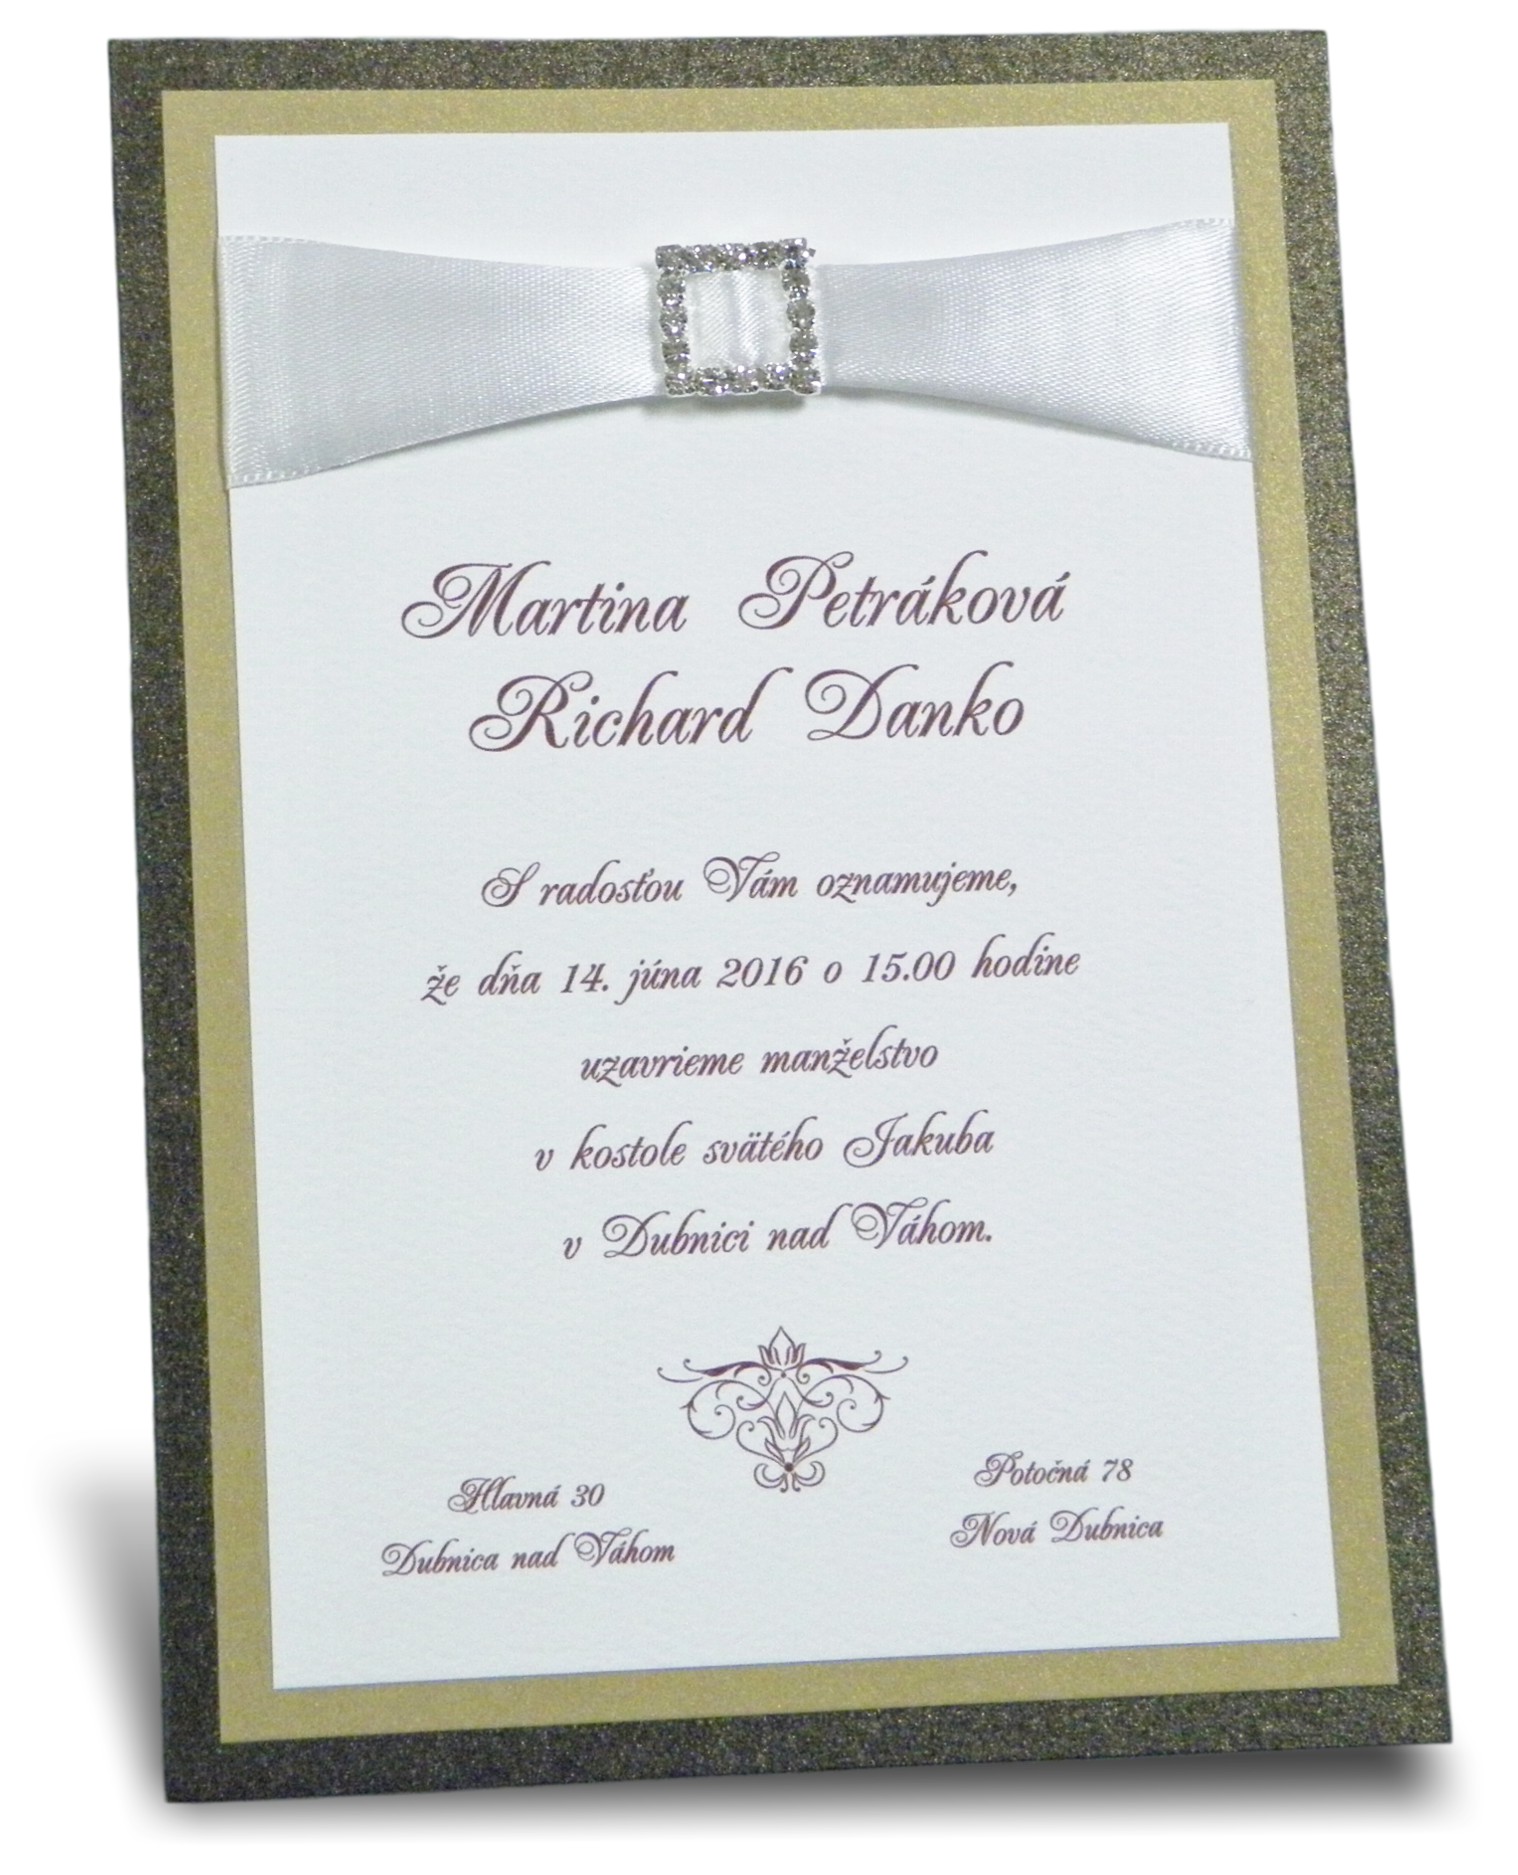 Martina Petráková
Richard Danko
S radosťou Vám oznamujeme,
že dňa 14. júna 2016 o 15.00 hodine
uzavrieme manželstvo
v kostole svätého Jakuba
v Dubnici nad Váhom.
Hlavná 30
Dubnica nad Váhom
Potočná 78
Nová Dubnica